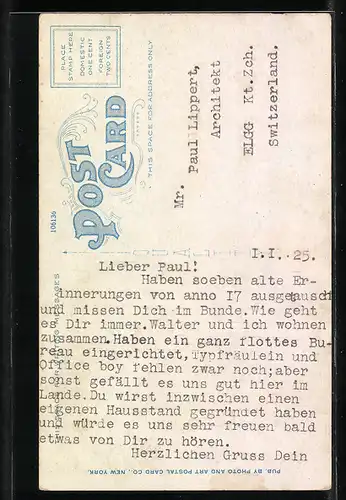 PLACE
STAMP HERE
DOMESTIC
ONE CENT
FOREIGN
TWO CENTS
POST CARD
THIS SPACE FOR ADDRESS ONLY
106136
Mr. Paul Lippert,
Architekt
ELGG Kt.Zch.
Switzerland.
I.I. 25.
Lieber Paul!
Haben soeben alte Er-
innerungen von anno I7 ausgetauscht
und missen Dich im Bunde.Wie geht
es Dir immer.Walter und ich wohnen
zusammen.Haben ein ganz flottes Bu-
reau eingerichtet,Typfräulein und
Office boy fehlen zwar noch;aber
sonst gefällt es uns gut hier im
Lande.Du wirst inzwischen einen
eigenen Hausstand gegründet haben
und würde es uns sehr freuen bald
etwas von Dir zu hören.
Herzlichen Gruss Dein
MESSAGES
PUB. BY PHOTO AND ART POSTAL CARD CO., NEW YORK.